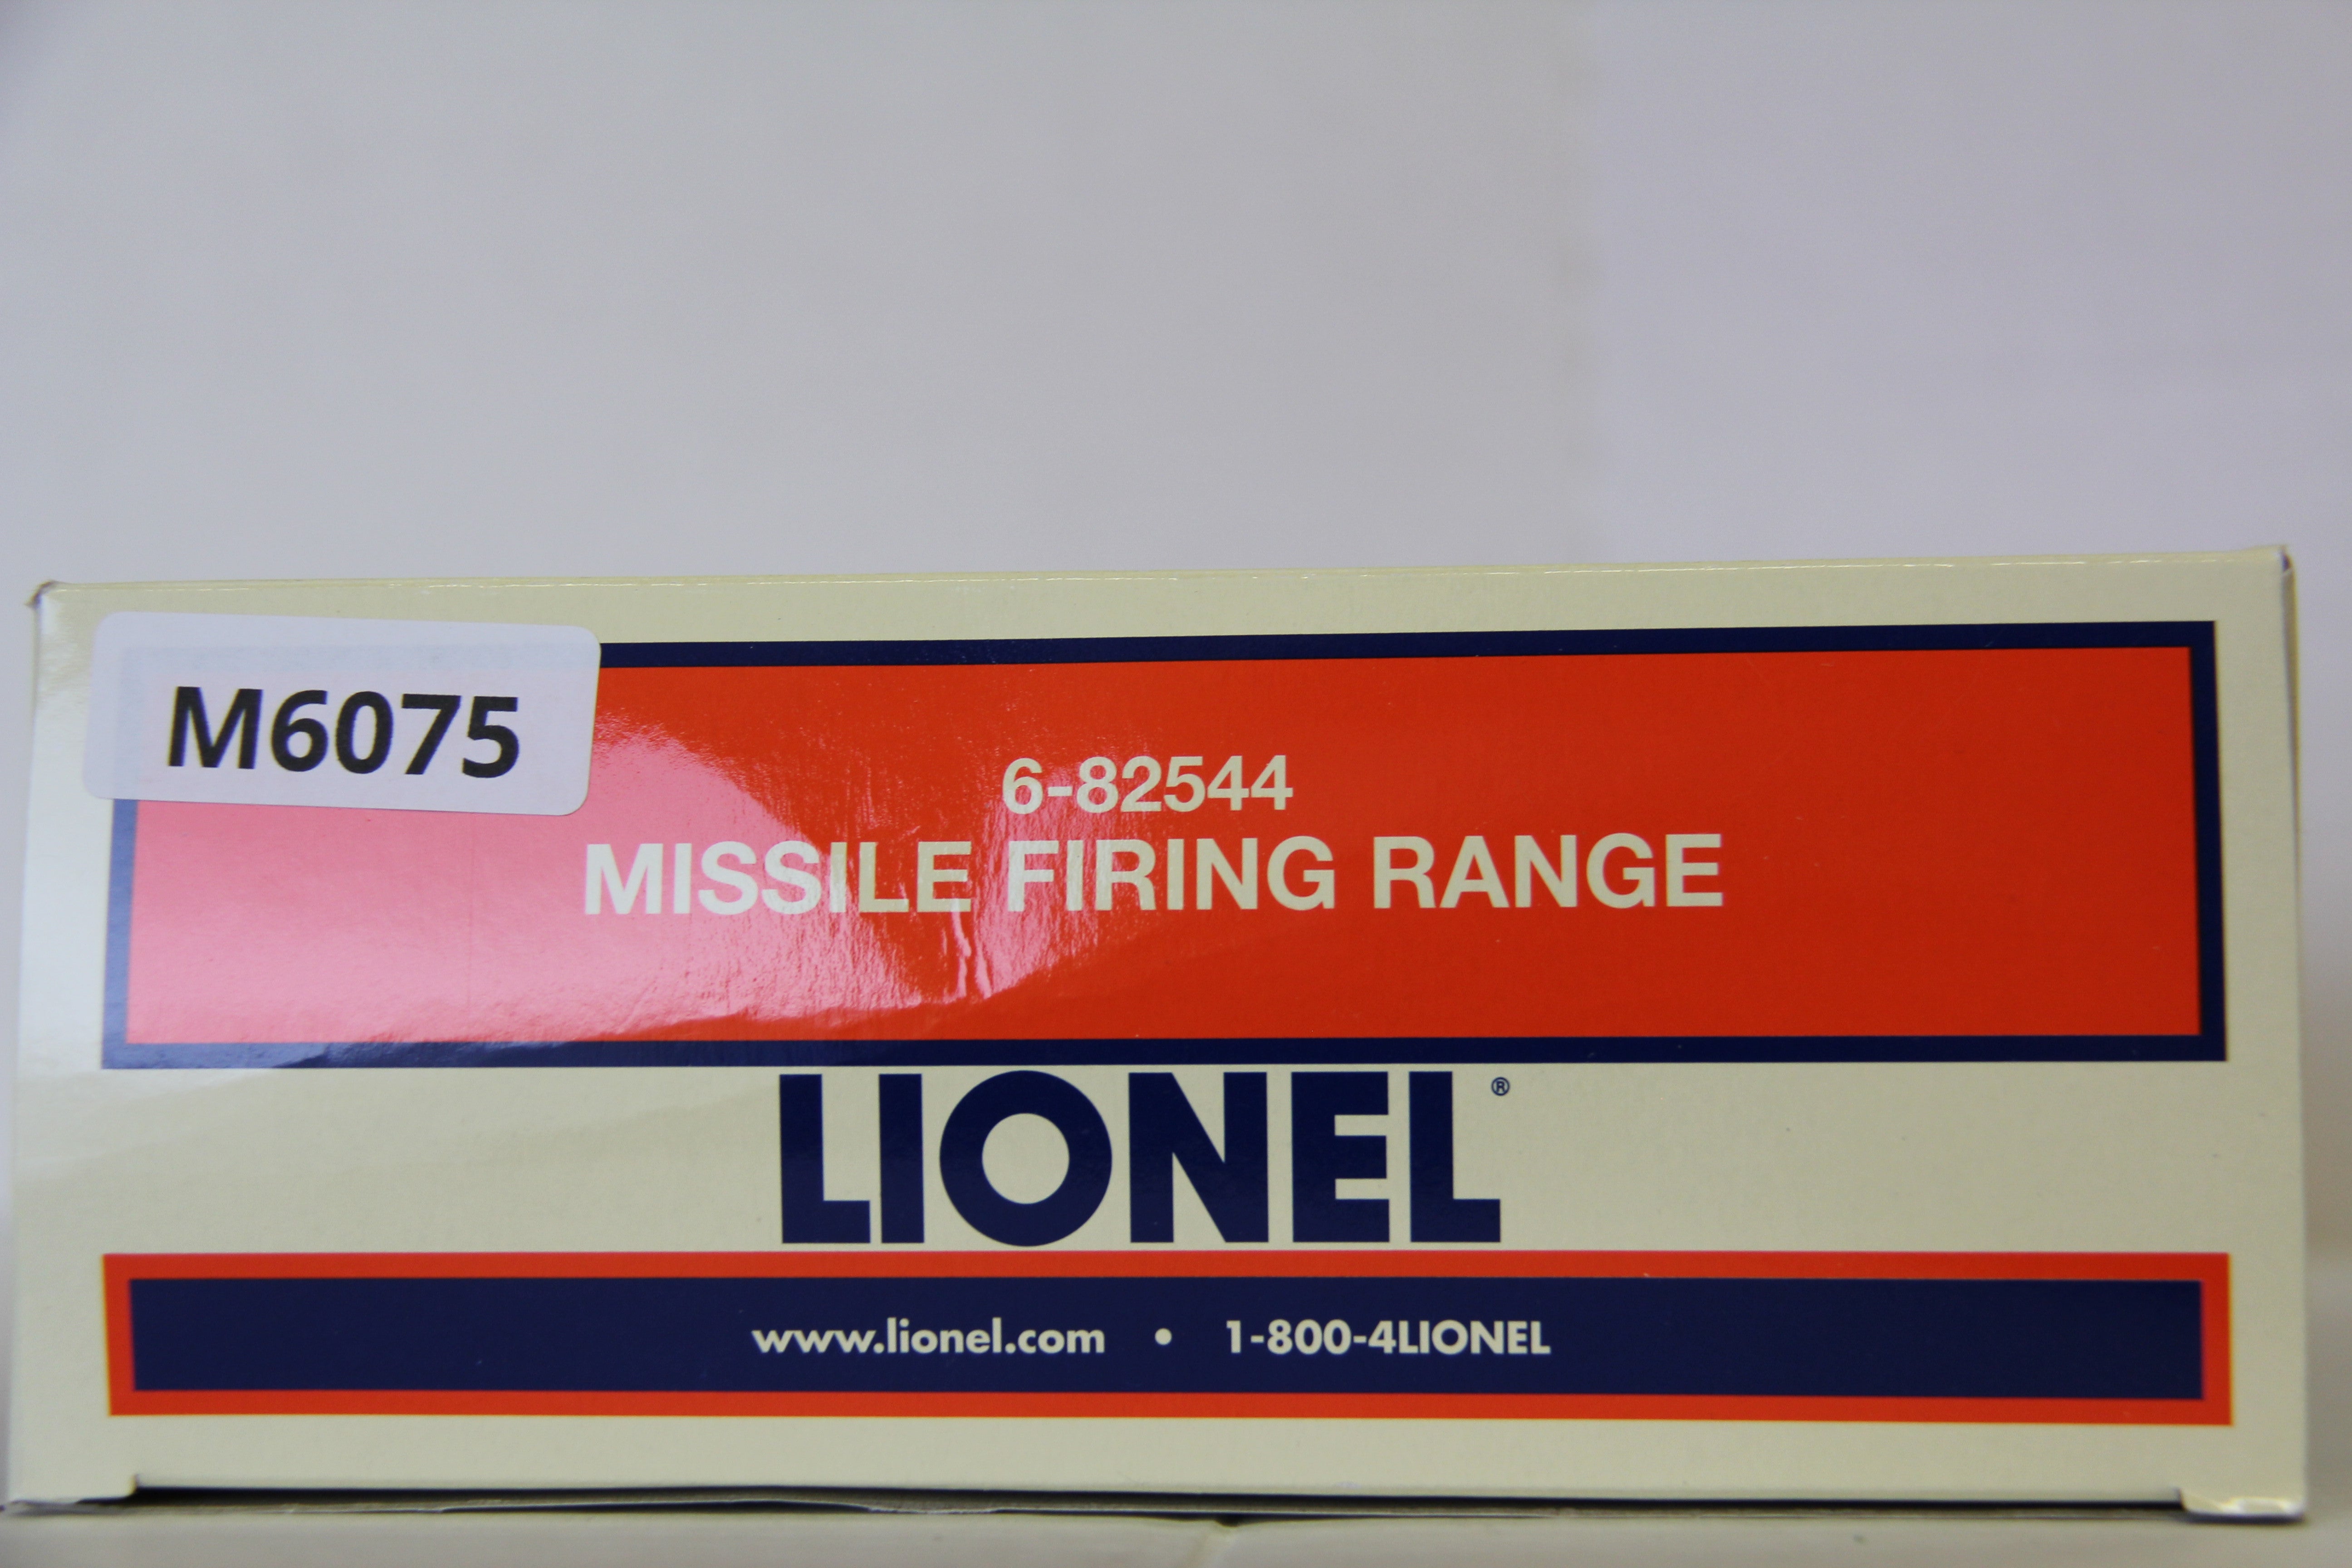 M6075
6-82544
MISSILE FIRING RANGE
LIONEL®
www.lionel.com • 1-800-4LIONEL